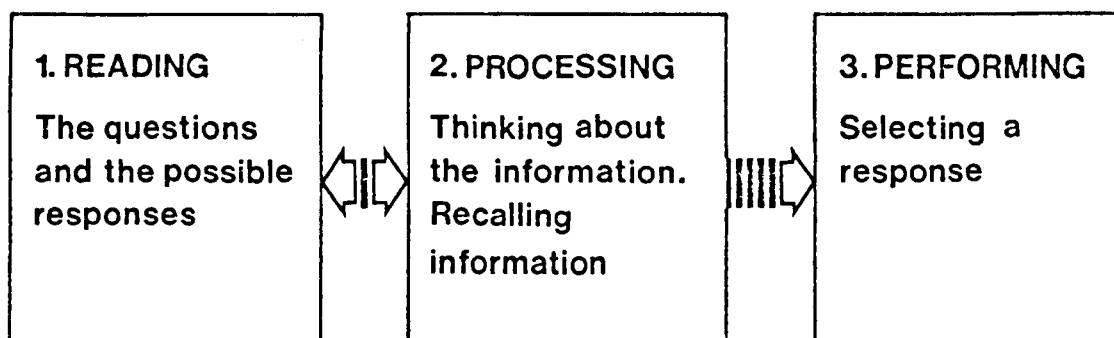 1. READING
The questions
and the possible
responses
2. PROCESSING
Thinking about
the information.
Recalling
information
3. PERFORMING
Selecting a
response